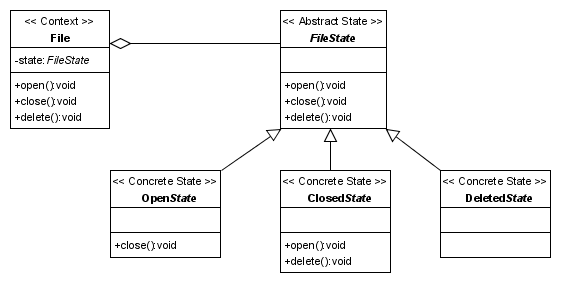 << Context >>
File
-state: FileState
+open():void
+close():void
+delete():void
<< Abstract State >>
FileState
+open():void
+close():void
+delete():void
<< Concrete State >>
OpenState
+close():void
<< Concrete State >>
ClosedState
+open():void
+delete():void
<< Concrete State >>
DeletedState